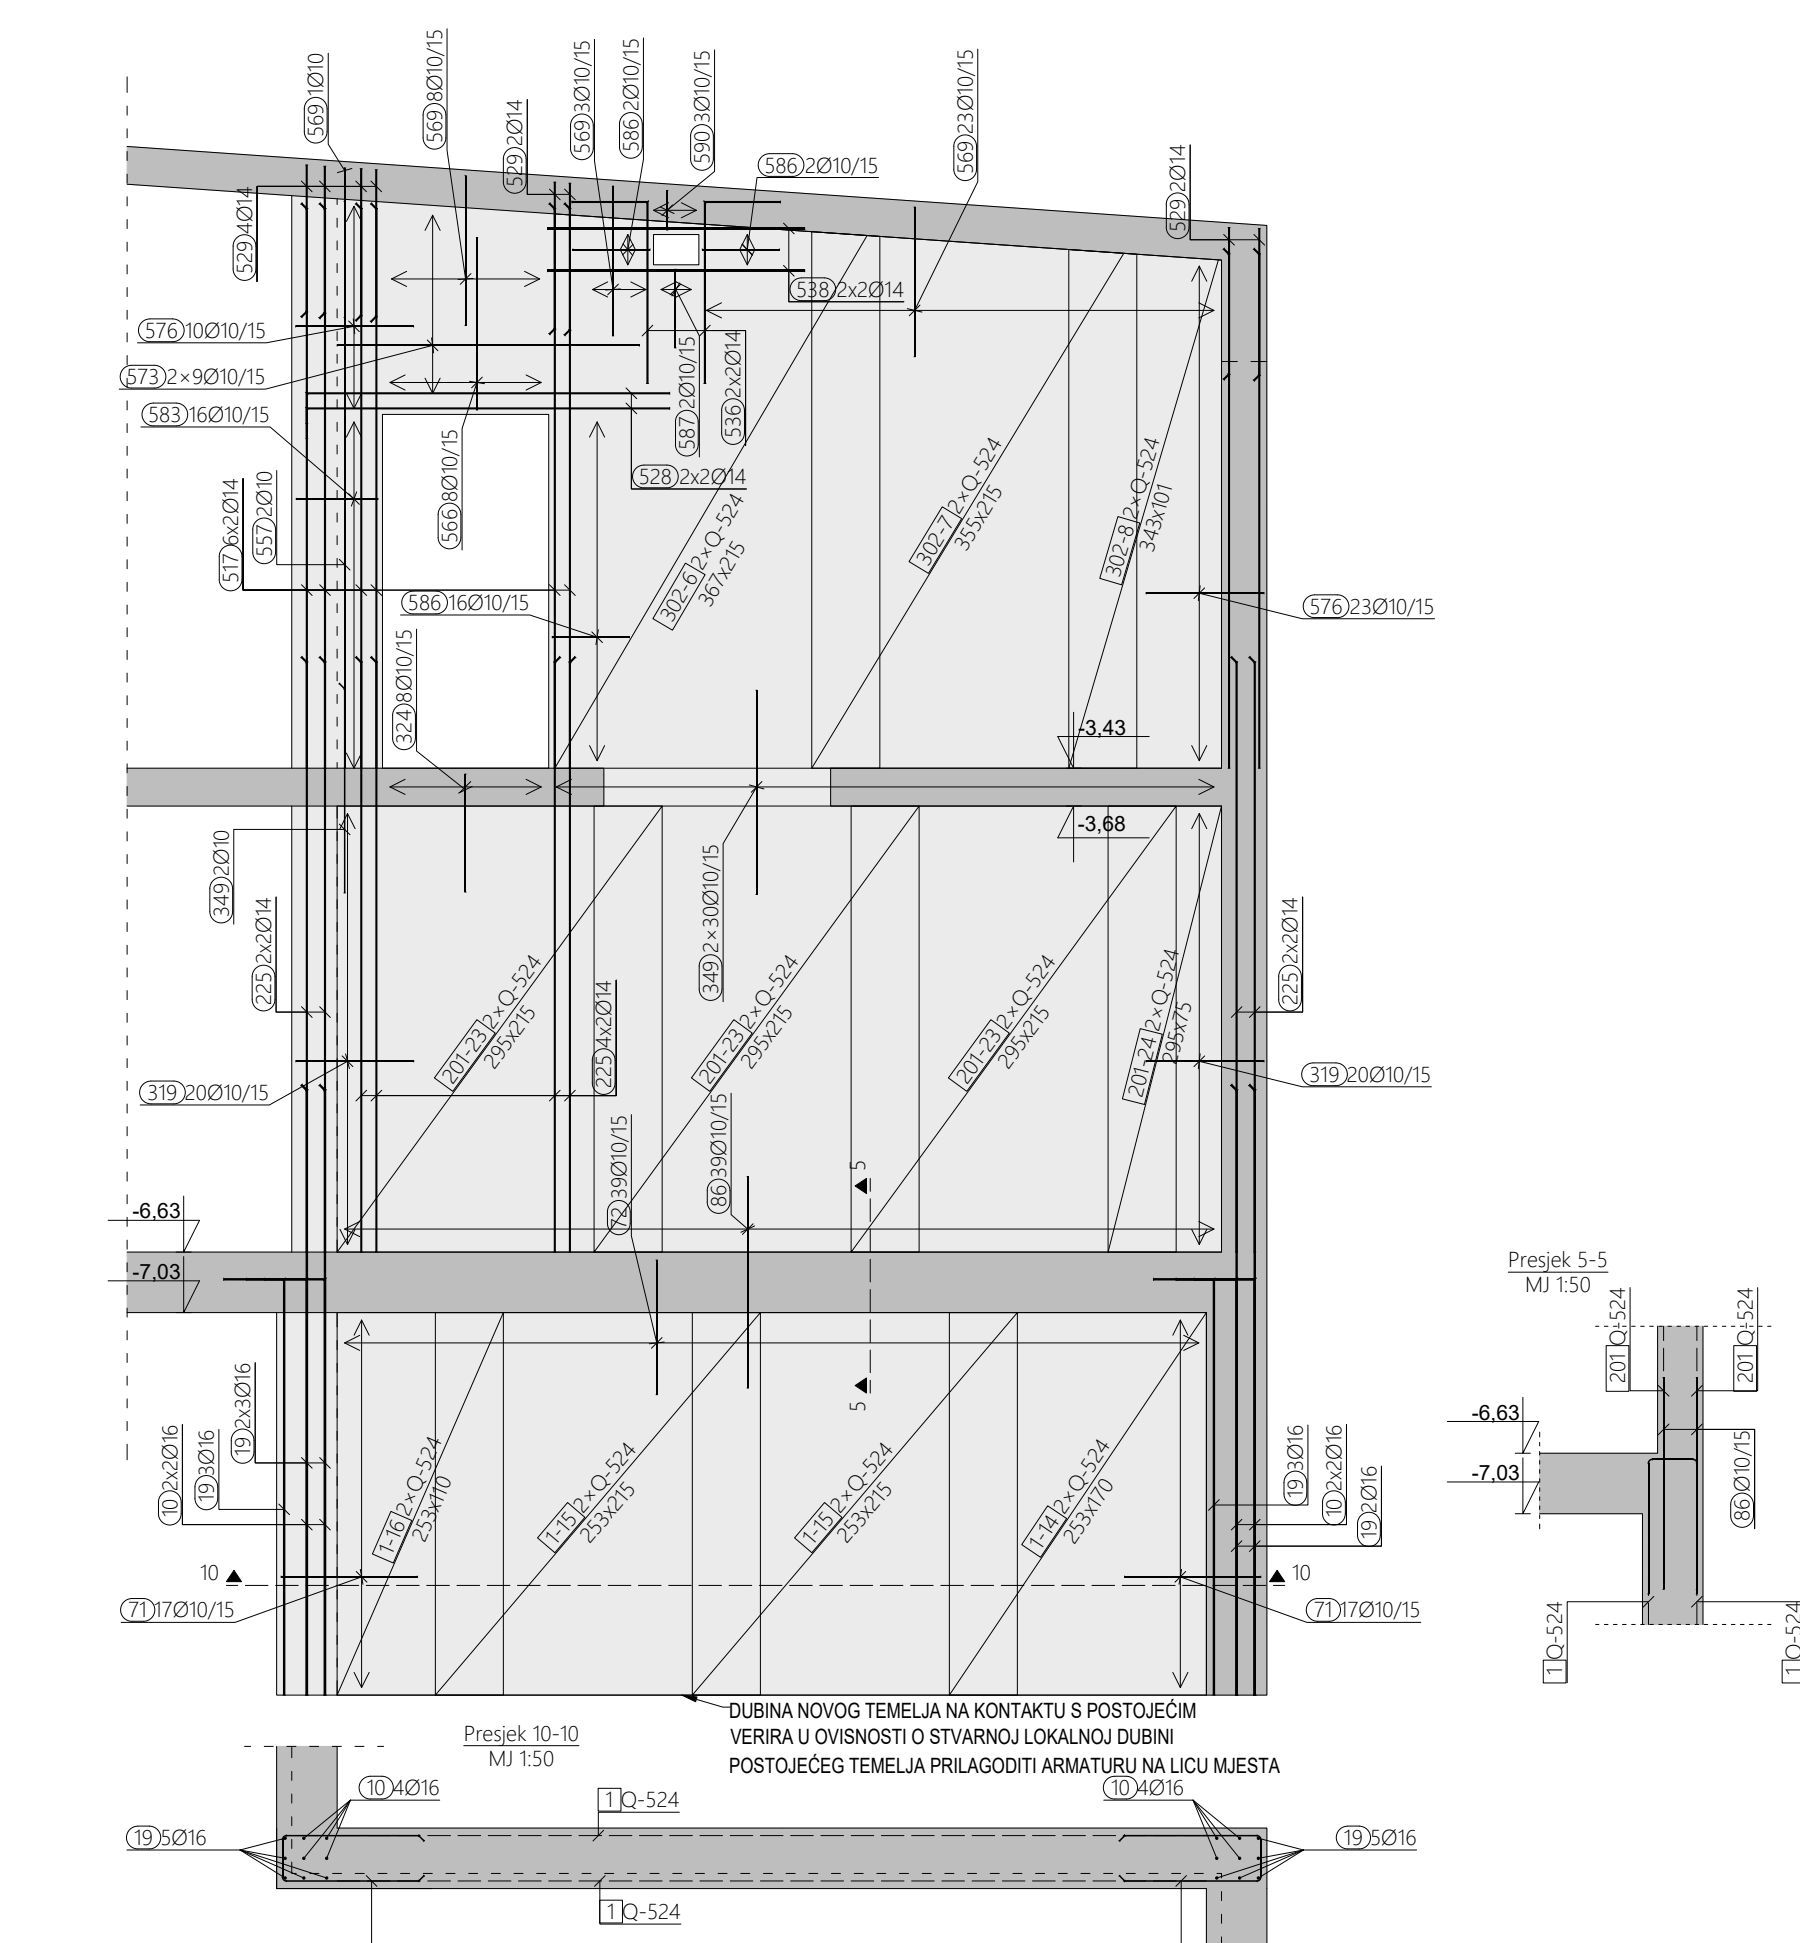 (569) 1Ø10
(569) 8Ø10/15
(529) 2Ø14
(569) 3Ø10/15
(586) 2Ø10/15
(590) 3Ø10/15
(586) 2Ø10/15
(569) 23Ø10/15
(529) 2Ø14
(529) 4Ø14
(538) 2x2Ø14
(576) 10Ø10/15
(573) 2×9Ø10/15
(583) 16Ø10/15
(587) 2Ø10/15
(536) 2x2Ø14
(566) 8Ø10/15
(528) 2x2Ø14
(517) 6x2Ø14
(557) 2Ø10
302-6 2×Q-524
367x215
302-7 2×Q-524
355x215
302-8 2×Q-524
343x101
(586) 16Ø10/15
(576) 23Ø10/15
(324) 8Ø10/15
-3,43
-3,68
(349) 2Ø10
(349) 2×30Ø10/15
(225) 2x2Ø14
(225) 2x2Ø14
201-23 2×Q-524
295x215
(225) 4x2Ø14
201-23 2×Q-524
295x215
201-23 2×Q-524
295x215
201-24 2×Q-524
295x75
(319) 20Ø10/15
(319) 20Ø10/15
(72) 39Ø10/15
(86) 39Ø10/15
5
-6,63
-7,03
5
(10) 2x2Ø16
(19) 3Ø16
(19) 2x3Ø16
1-16 2×Q-524
253x110
1-15 2×Q-524
253x215
1-15 2×Q-524
253x215
1-14 2×Q-524
253x170
(19) 3Ø16
(10) 2x2Ø16
(19) 2Ø16
10
10
(71) 17Ø10/15
(71) 17Ø10/15
DUBINA NOVOG TEMELJA NA KONTAKTU S POSTOJEĆIM
VERIRA U OVISNOSTI O STVARNOJ LOKALNOJ DUBINI
POSTOJEĆEG TEMELJA PRILAGODITI ARMATURU NA LICU MJESTA
Presjek 5-5
MJ 1:50
201 Q-524
201 Q-524
-6,63
-7,03
(86) Ø10/15
1 Q-524
1 Q-524
Presjek 10-10
MJ 1:50
(10) 4Ø16
1 Q-524
(10) 4Ø16
(19) 5Ø16
(19) 5Ø16
1 Q-524